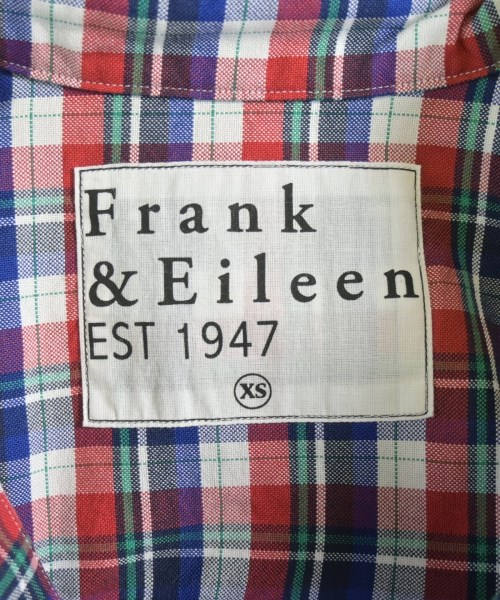 Frank
& Eileen
EST 1947
XS